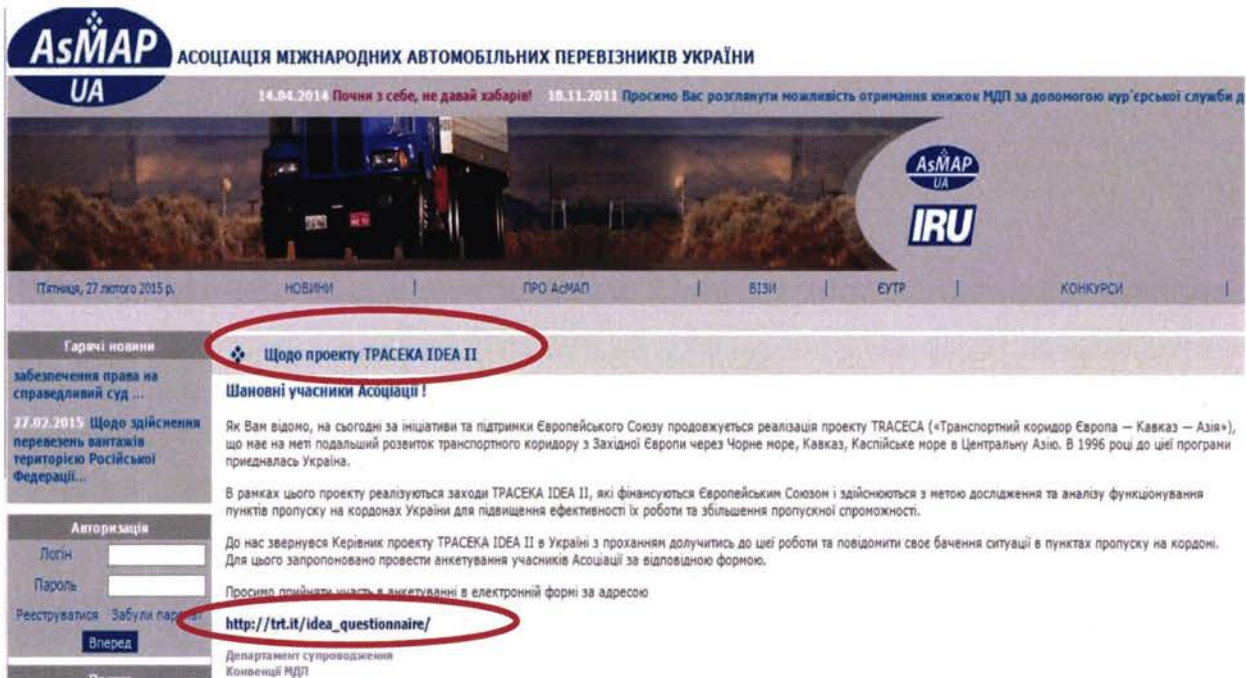 AsMAP
UA
АСОЦІАЦІЯ МІЖНАРОДНИХ АВТОМОБІЛЬНИХ ПЕРЕВІЗНИКІВ УКРАЇНИ
14.04.2014 Почни з себе, не давай хабарів! 18.11.2011 Просимо Вас розглянути можливість отримання книжок МДП за допомогою кур'єрської служби д
AsMAP
UA
IRU
П'ятниця, 27 лютого 2015 р. НОВИНИ | ПРО АсМАП | ВІЗИ | ЄУТР | КОНКУРСИ |
Гарячі новини
забезпечення права на
справедливий суд ...
27.02.2015 Щодо здійснення
перевезень вантажів
територією Російської
Федерації...
Авторизація
Логін
Пароль
Реєструватися Забули пароль?
Вперед
Щодо проекту ТРАСЕКА IDEA II
Шановні учасники Асоціації !
Як Вам відомо, на сьогодні за ініціативи та підтримки Європейського Союзу продовжується реалізація проекту TRACECA («Транспортний коридор Європа — Кавказ — Азія»),
що має на меті подальший розвиток транспортного коридору з Західної Європи через Чорне море, Кавказ, Каспійське море в Центральну Азію. В 1996 році до цієї програми
приєдналась Україна.
В рамках цього проекту реалізуються заходи ТРАСЕКА IDEA II, які фінансуються Європейським Союзом і здійснюються з метою дослідження та аналізу функціонування
пунктів пропуску на кордонах України для підвищення ефективності їх роботи та збільшення пропускної спроможності.
До нас звернувся Керівник проекту ТРАСЕКА IDEA II в Україні з проханням долучитись до цієї роботи та повідомити своє бачення ситуації в пунктах пропуску на кордоні.
Для цього запропоновано провести анкетування учасників Асоціації за відповідною формою.
Просимо прийняти участь в анкетуванні в електронній формі за адресою
http://trt.it/idea_questionnaire/
Департамент супроводження
Конвенції МДП